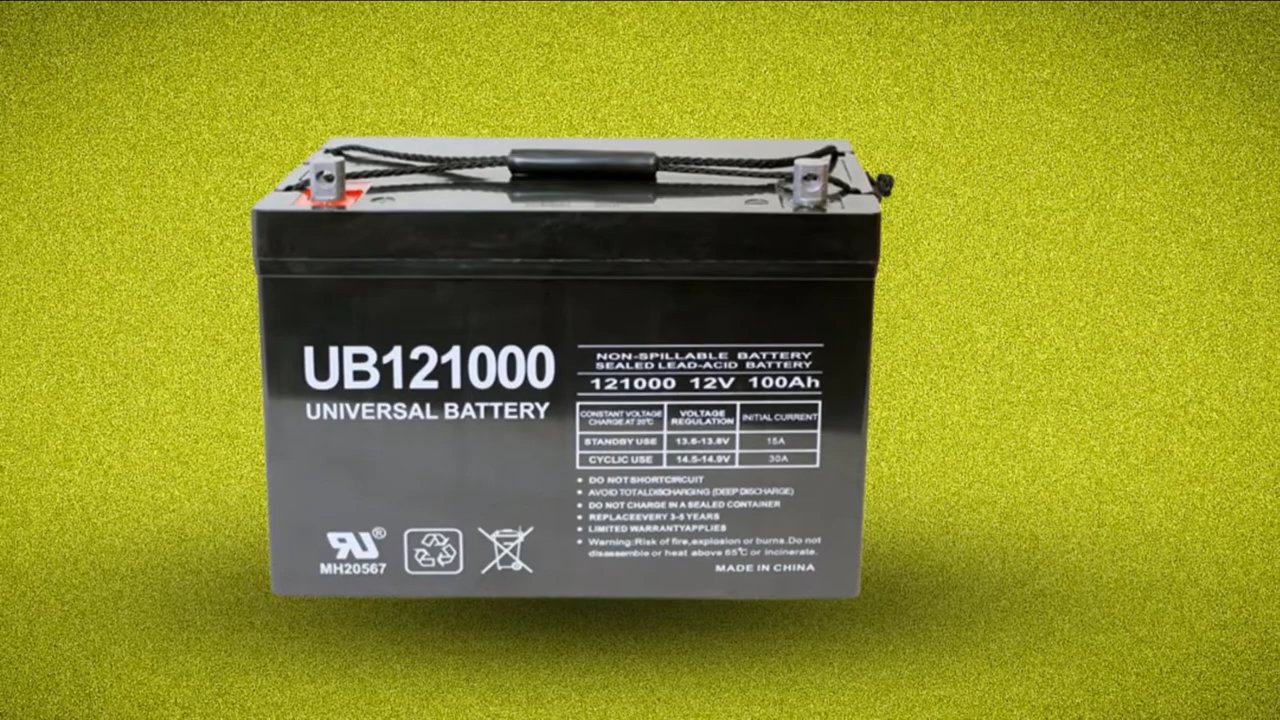 UB121000
UNIVERSAL BATTERY
MH20567
NON-SPILLABLE BATTERY
SEALED LEAD-ACID BATTERY
121000 12V 100Ah
CONSTANT VOLTAGE CHARGE AT 20°C VOLTAGE REGULATION INITIAL CURRENT
STANDBY USE 13.6-13.8V 15A
CYCLIC USE 14.5-14.9V 30A
• DO NOT SHORTCIRCUIT
• AVOID TOTALDISCHARGING (DEEP DISCHARGE)
• DO NOT CHARGE IN A SEALED CONTAINER
• REPLACEEVERY 3-5 YEARS
• LIMITED WARRANTYAPPLIES
• Warning:Risk of fire,explosion or burns.Do not
disassemble or heat above 65°C or incinerate.
MADE IN CHINA